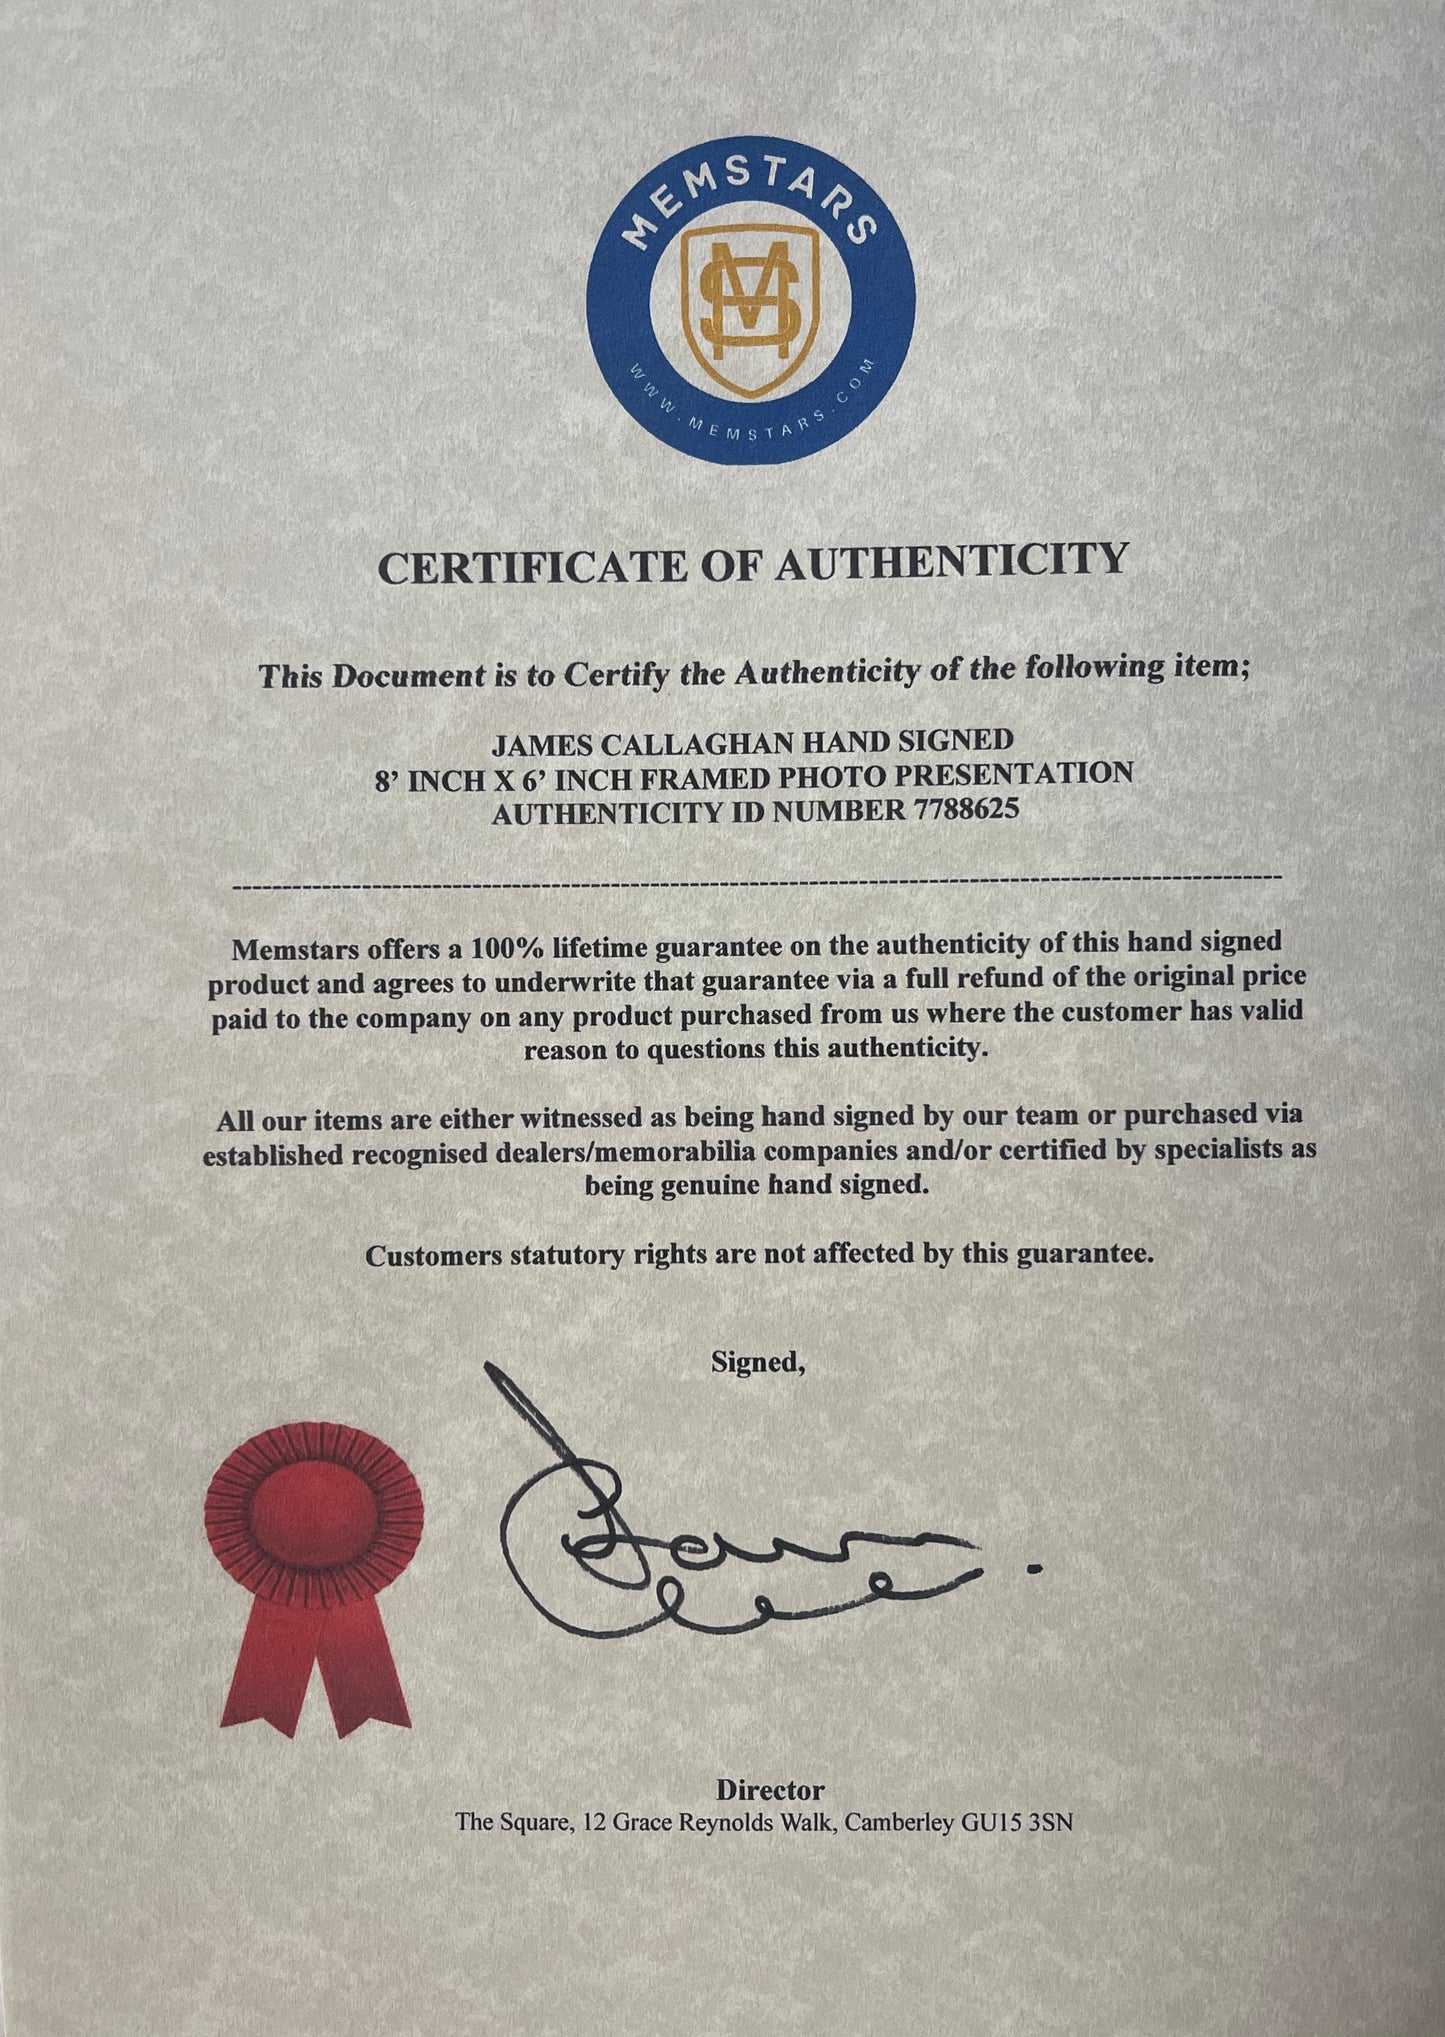 MEMSTARS
WWW.MEMSTARS.COM
CERTIFICATE OF AUTHENTICITY
This Document is to Certify the Authenticity of the following item;
JAMES CALLAGHAN HAND SIGNED
8’ INCH X 6’ INCH FRAMED PHOTO PRESENTATION
AUTHENTICITY ID NUMBER 7788625
Memstars offers a 100% lifetime guarantee on the authenticity of this hand signed
product and agrees to underwrite that guarantee via a full refund of the original price
paid to the company on any product purchased from us where the customer has valid
reason to questions this authenticity.
All our items are either witnessed as being hand signed by our team or purchased via
established recognised dealers/memorabilia companies and/or certified by specialists as
being genuine hand signed.
Customers statutory rights are not affected by this guarantee.
Signed,
Director
The Square, 12 Grace Reynolds Walk, Camberley GU15 3SN